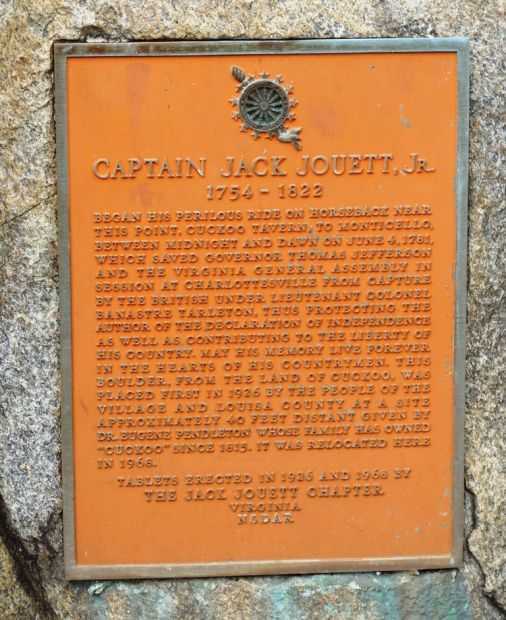 CAPTAIN JACK JOUETT, Jr.
1754 - 1822
BEGAN HIS PERILOUS RIDE ON HORSEBACK NEAR
THIS POINT, CUCKOO TAVERN, TO MONTICELLO,
BETWEEN MIDNIGHT AND DAWN ON JUNE 4, 1781,
WHICH SAVED GOVERNOR THOMAS JEFFERSON
AND THE VIRGINIA GENERAL ASSEMBLY IN
SESSION AT CHARLOTTESVILLE FROM CAPTURE
BY THE BRITISH UNDER LIEUTENANT COLONEL
BANASTRE TARLETON, THUS PROTECTING THE
AUTHOR OF THE DECLARATION OF INDEPENDENCE
AS WELL AS CONTRIBUTING TO THE LIBERTY OF
HIS COUNTRY. MAY HIS MEMORY LIVE FOREVER
IN THE HEARTS OF HIS COUNTRYMEN. THIS
BOULDER, FROM THE LAND OF CUCKOO, WAS
PLACED FIRST IN 1926 BY THE PEOPLE OF THE
VILLAGE AND LOUISA COUNTY AT A SITE
APPROXIMATELY 40 FEET DISTANT GIVEN BY
DR. EUGENE PENDLETON WHOSE FAMILY HAS OWNED
"CUCKOO" SINCE 1815. IT WAS RELOCATED HERE
IN 1968.
TABLETS ERECTED IN 1926 AND 1968 BY
THE JACK JOUETT CHAPTER
VIRGINIA
NSDAR